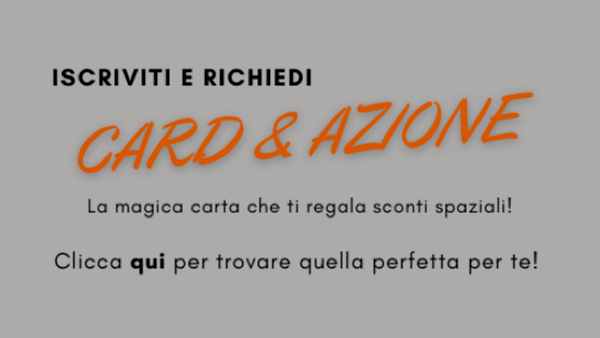 ISCRIVITI E RICHIEDI
CARD & AZIONE
La magica carta che ti regala sconti spaziali!
Clicca qui per trovare quella perfetta per te!